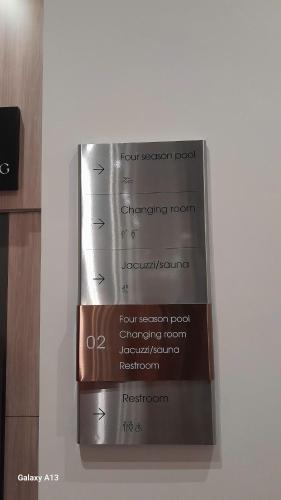 G
Four season pool
Changing room
Jacuzzi/sauna
02
Four season pool
Changing room
Jacuzzi/sauna
Restroom
Restroom
Galaxy A13